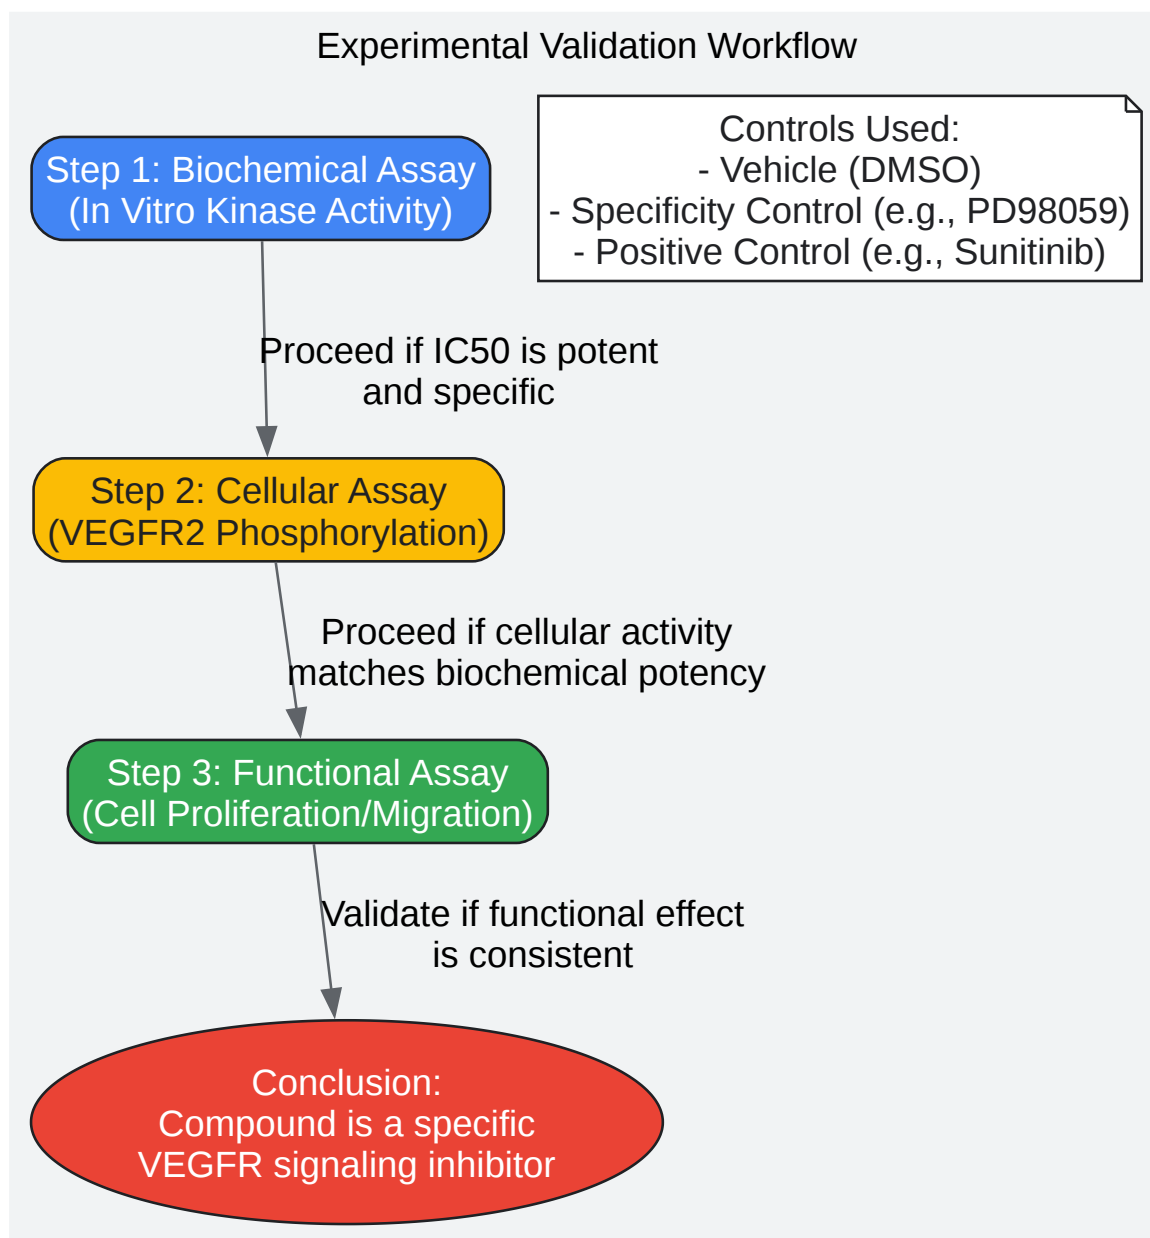 Experimental Validation Workflow
Controls Used:
- Vehicle (DMSO)
- Specificity Control (e.g., PD98059)
- Positive Control (e.g., Sunitinib)
Step 1: Biochemical Assay
(In Vitro Kinase Activity)
Proceed if IC50 is potent
and specific
Step 2: Cellular Assay
(VEGFR2 Phosphorylation)
Proceed if cellular activity
matches biochemical potency
Step 3: Functional Assay
(Cell Proliferation/Migration)
Validate if functional effect
is consistent
Conclusion:
Compound is a specific
VEGFR signaling inhibitor